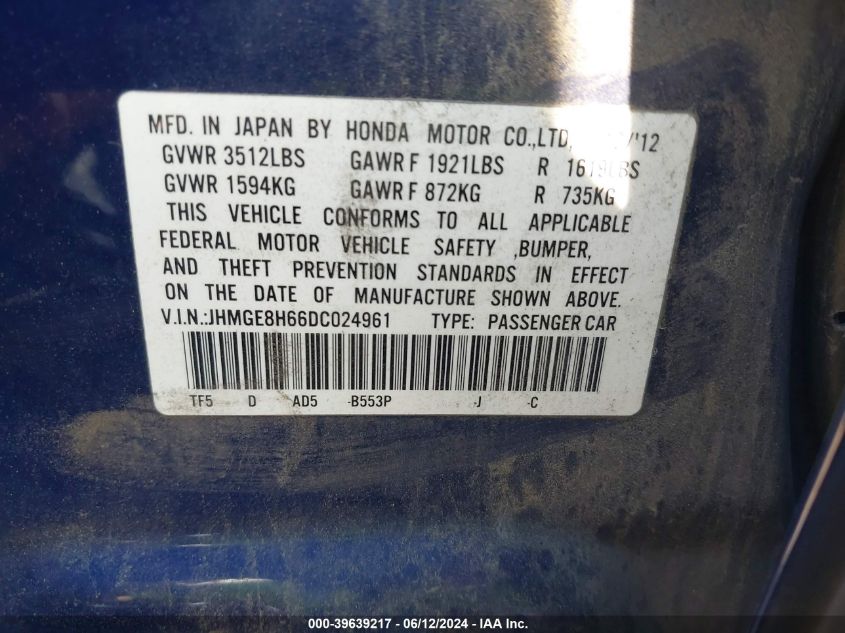 MFD. IN JAPAN BY HONDA MOTOR CO.,LTD, /'12
GVWR 3512LBS GAWR F 1921LBS R 1619LBS
GVWR 1594KG GAWR F 872KG R 735KG
THIS VEHICLE CONFORMS TO ALL APPLICABLE
FEDERAL MOTOR VEHICLE SAFETY ,BUMPER,
AND THEFT PREVENTION STANDARDS IN EFFECT
ON THE DATE OF MANUFACTURE SHOWN ABOVE.
V.I.N.:JHMGE8H66DC024961 TYPE: PASSENGER CAR
TF5 D AD5 -B553P -J -C
000-39639217 - 06/12/2024 - IAA Inc.